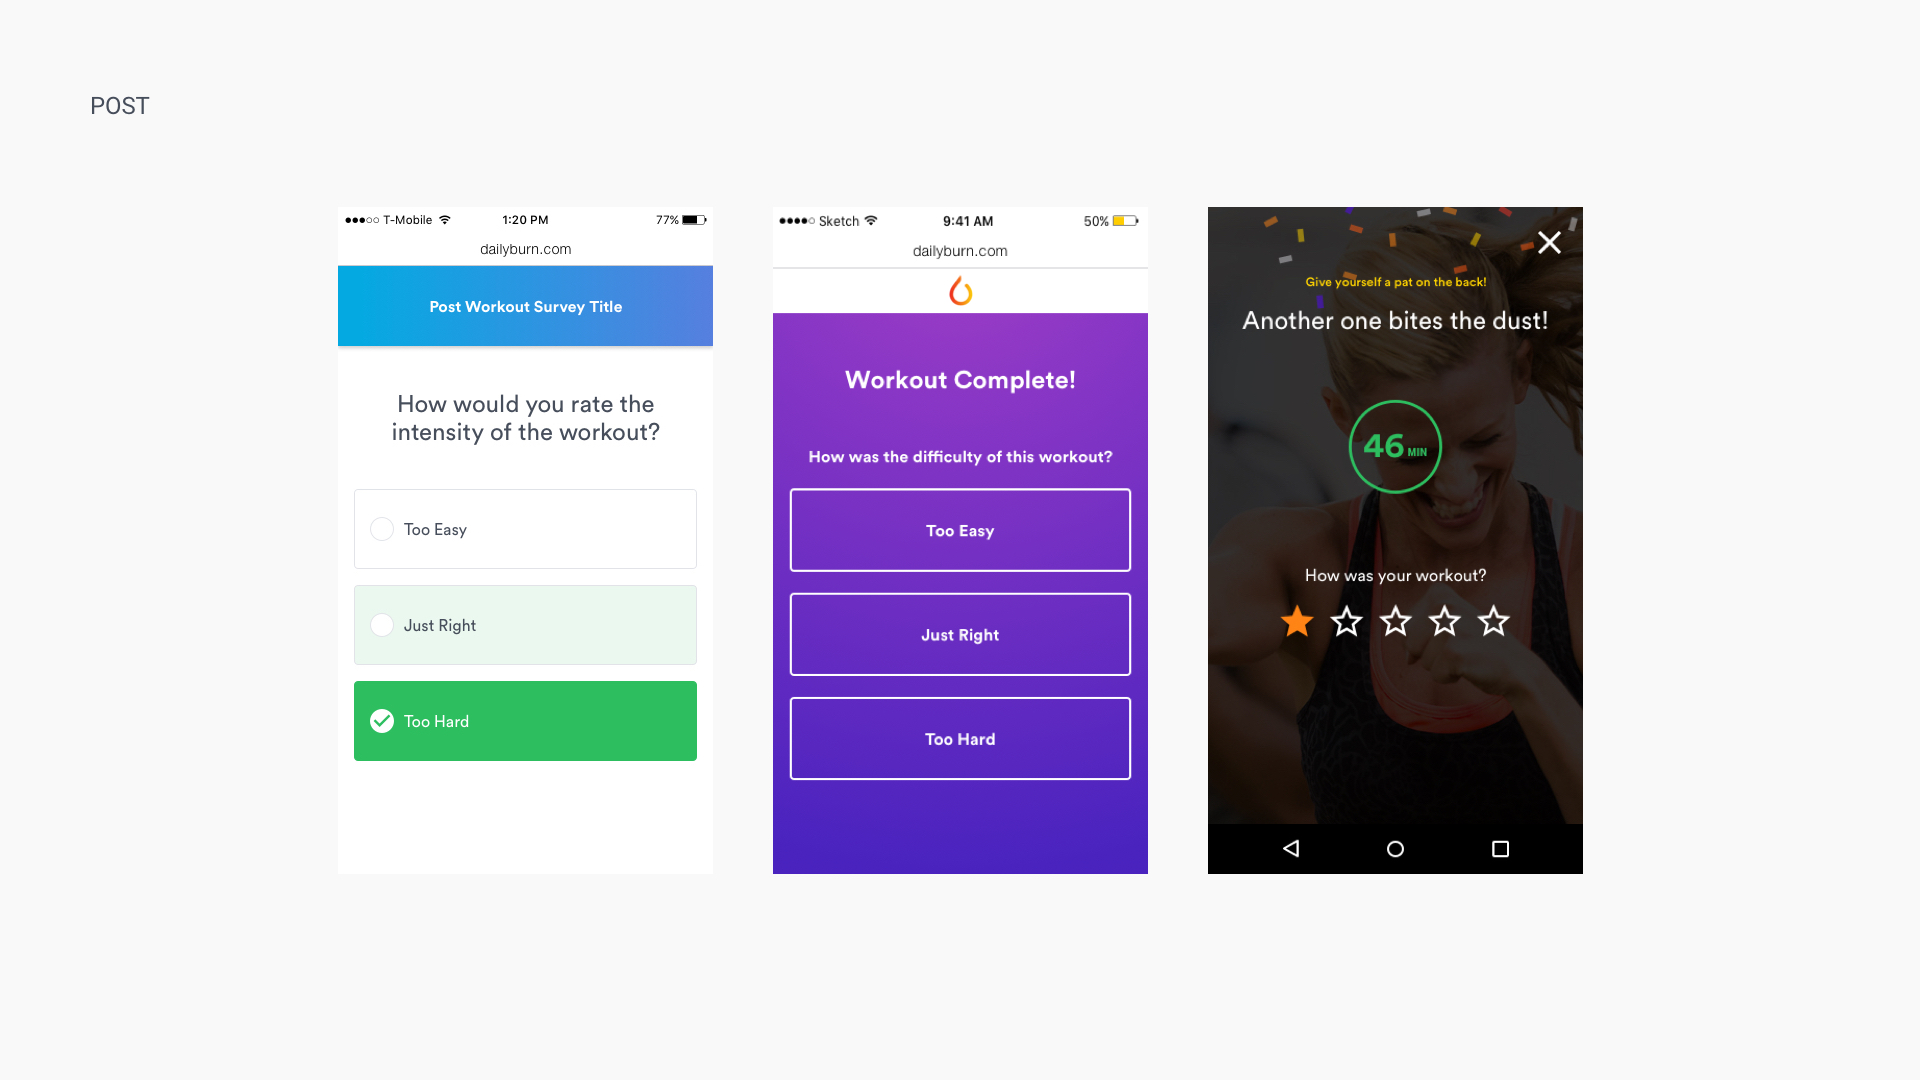 POST
T-Mobile 1:20 PM 77%
dailyburn.com
Post Workout Survey Title
How would you rate the
intensity of the workout?
Too Easy
Just Right
Too Hard
Sketch 9:41 AM 50%
dailyburn.com
Workout Complete!
How was the difficulty of this workout?
Too Easy
Just Right
Too Hard
Give yourself a pat on the back!
Another one bites the dust!
46 MIN
How was your workout?